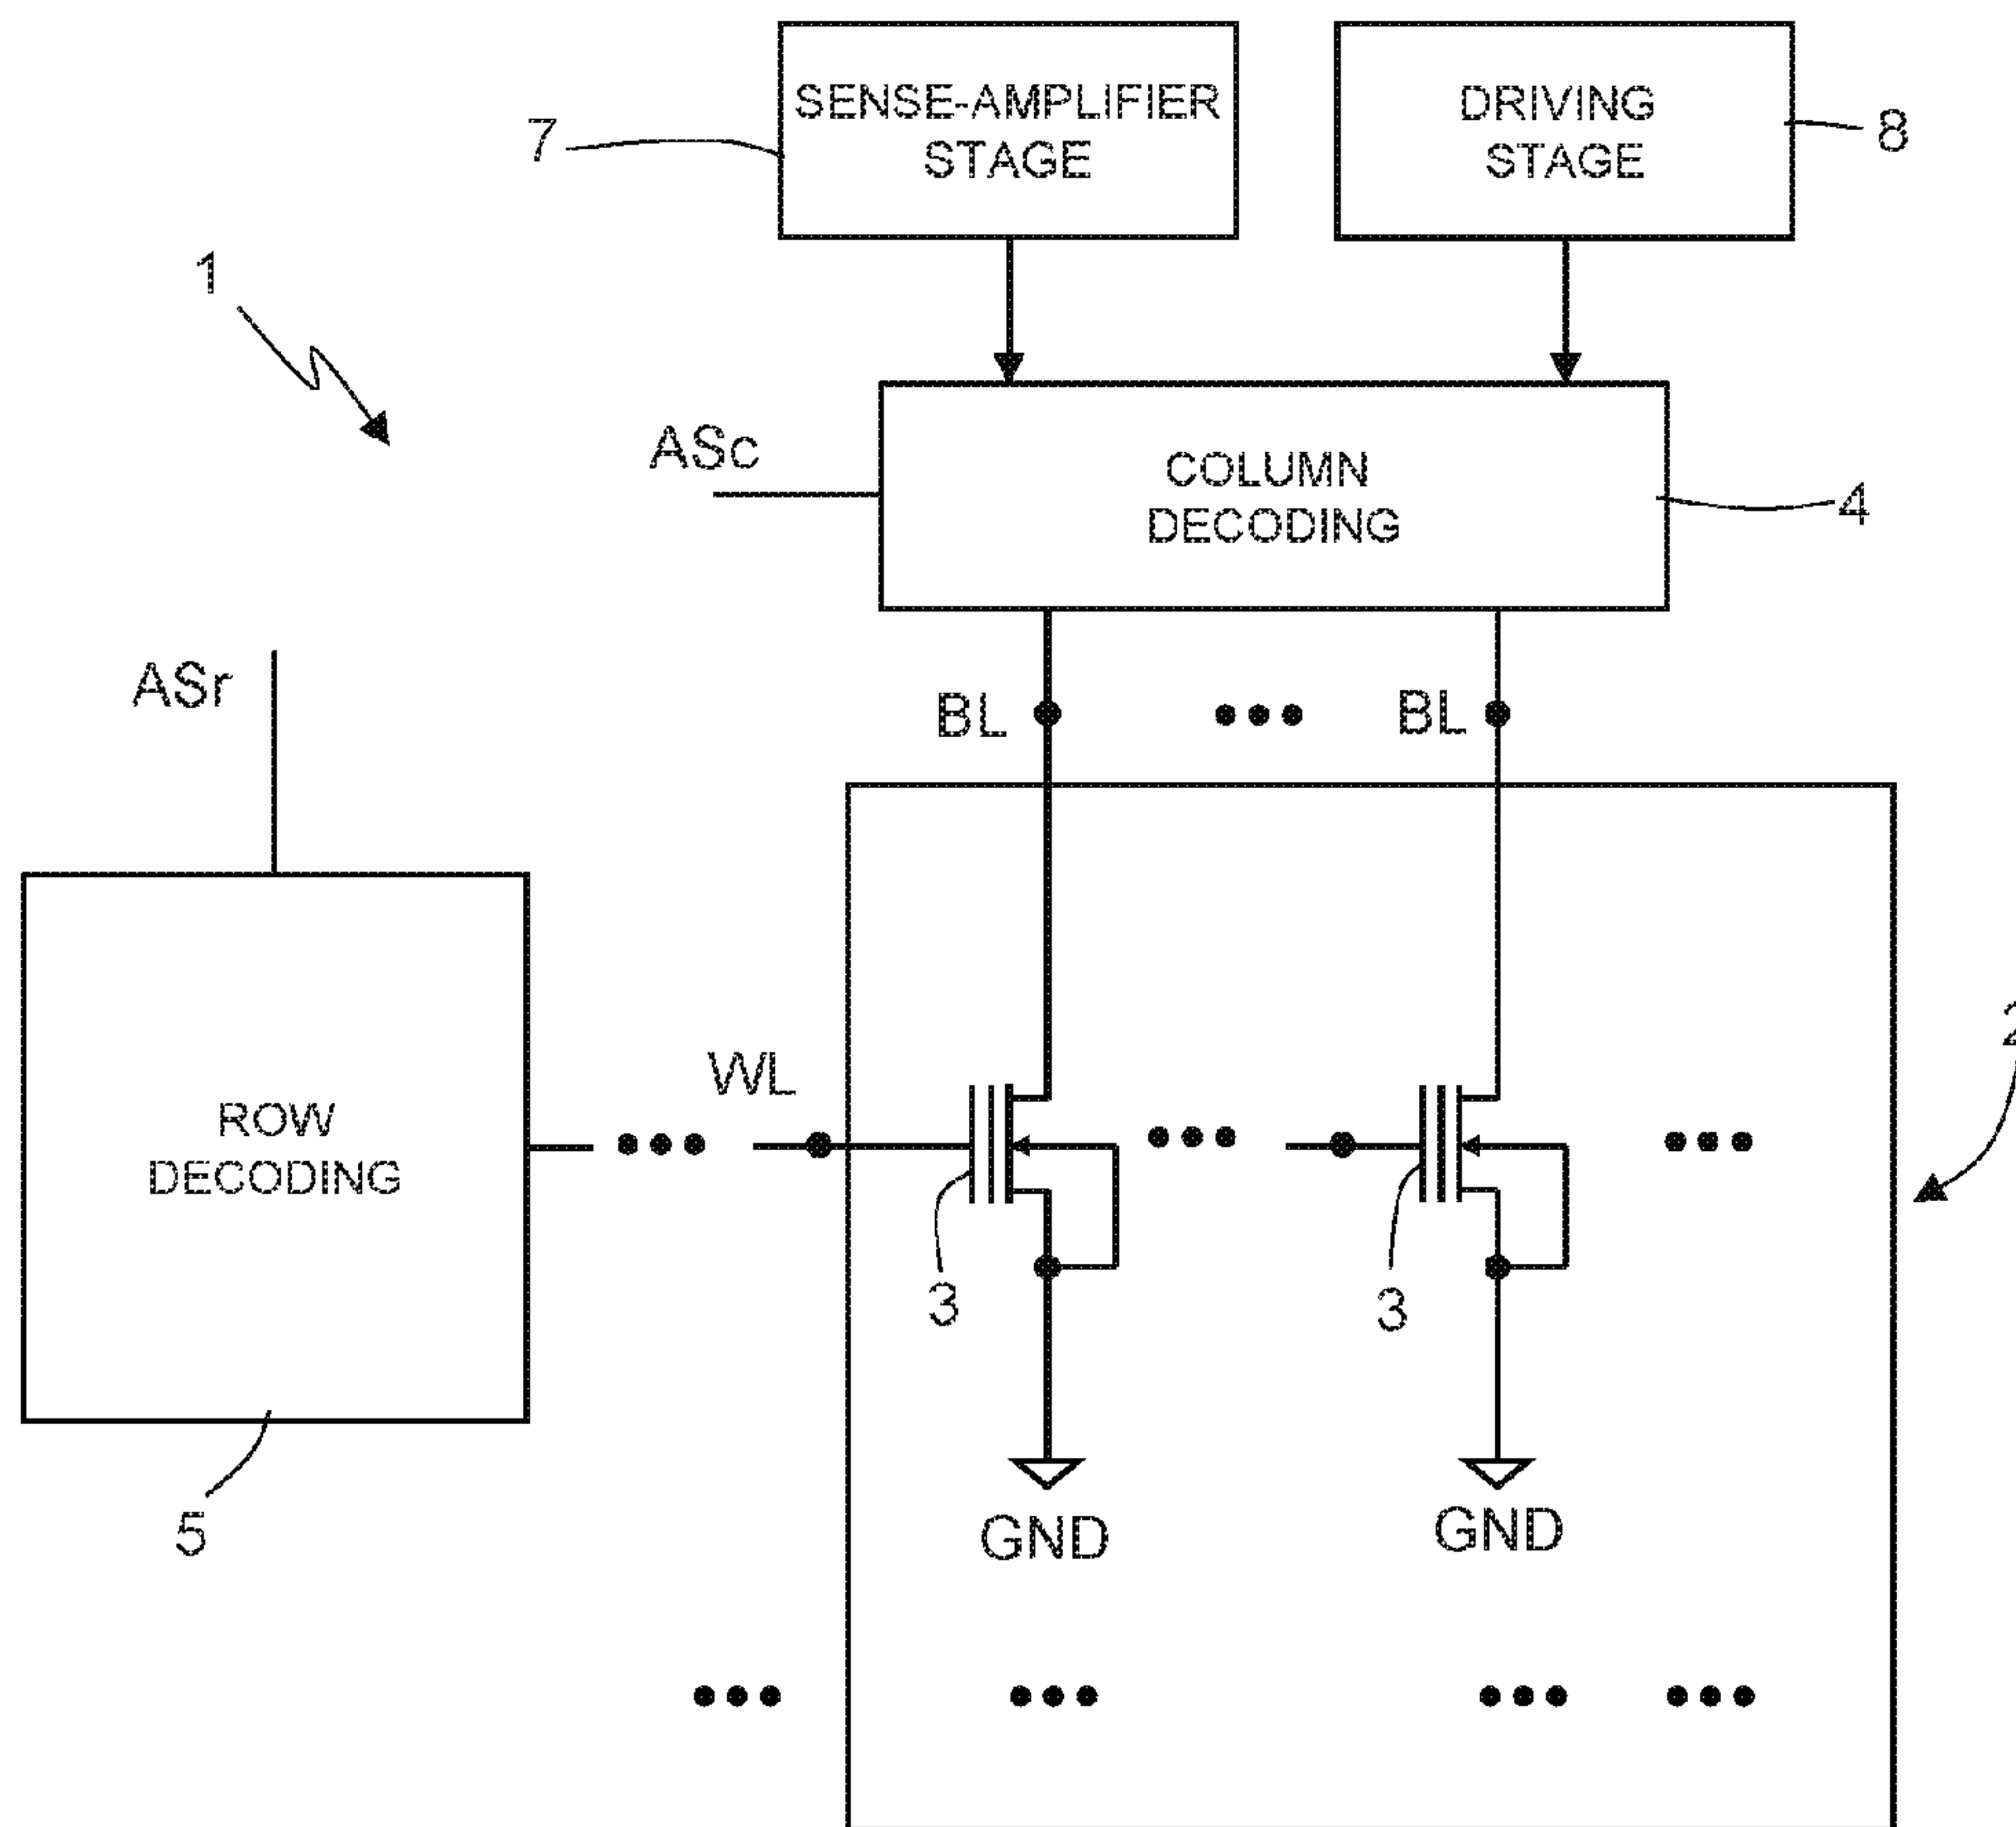 SENSE-AMPLIFIER
STAGE
DRIVING
STAGE
7
8
1
ASc
COLUMN
DECODING
4
ASr
BL
BL
2
WL
ROW
DECODING
3
3
5
GND
GND